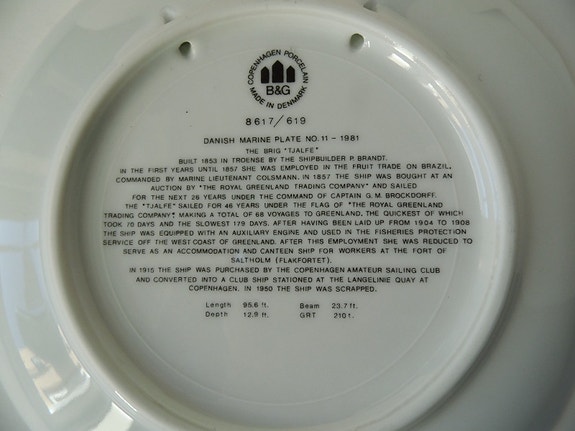 COPENHAGEN PORCELAIN
B&G
MADE IN DENMARK
8617/619
DANISH MARINE PLATE NO. 11 - 1981
THE BRIG "TJALFE"
BUILT 1853 IN TROENSE BY THE SHIPBUILDER P. BRANDT.
IN THE FIRST YEARS UNTIL 1857 SHE WAS EMPLOYED IN THE FRUIT TRADE ON BRAZIL,
COMMANDED BY MARINE LIEUTENANT COLSMANN. IN 1857 THE SHIP WAS BOUGHT AT AN
AUCTION BY "THE ROYAL GREENLAND TRADING COMPANY" AND SAILED
FOR THE NEXT 26 YEARS UNDER THE COMMAND OF CAPTAIN G. M. BROCKDORFF.
THE "TJALFE" SAILED FOR 46 YEARS UNDER THE FLAG OF "THE ROYAL GREENLAND
TRADING COMPANY", MAKING A TOTAL OF 68 VOYAGES TO GREENLAND. THE QUICKEST OF WHICH
TOOK 70 DAYS AND THE SLOWEST 179 DAYS. AFTER HAVING BEEN LAID UP FROM 1904 TO 1908
THE SHIP WAS EQUIPPED WITH AN AUXILIARY ENGINE AND USED IN THE FISHERIES PROTECTION
SERVICE OFF THE WEST COAST OF GREENLAND. AFTER THIS EMPLOYMENT SHE WAS REDUCED TO
SERVE AS AN ACCOMMODATION AND CANTEEN SHIP FOR WORKERS AT THE FORT OF
SALTHOLM (FLAKFORTET).
IN 1915 THE SHIP WAS PURCHASED BY THE COPENHAGEN AMATEUR SAILING CLUB
AND CONVERTED INTO A CLUB SHIP STATIONED AT THE LANGELINIE QUAY AT
COPENHAGEN. IN 1950 THE SHIP WAS SCRAPPED.
Length 95.6 ft. Beam 23.7 ft.
Depth 12.8 ft. GRT 210 t.